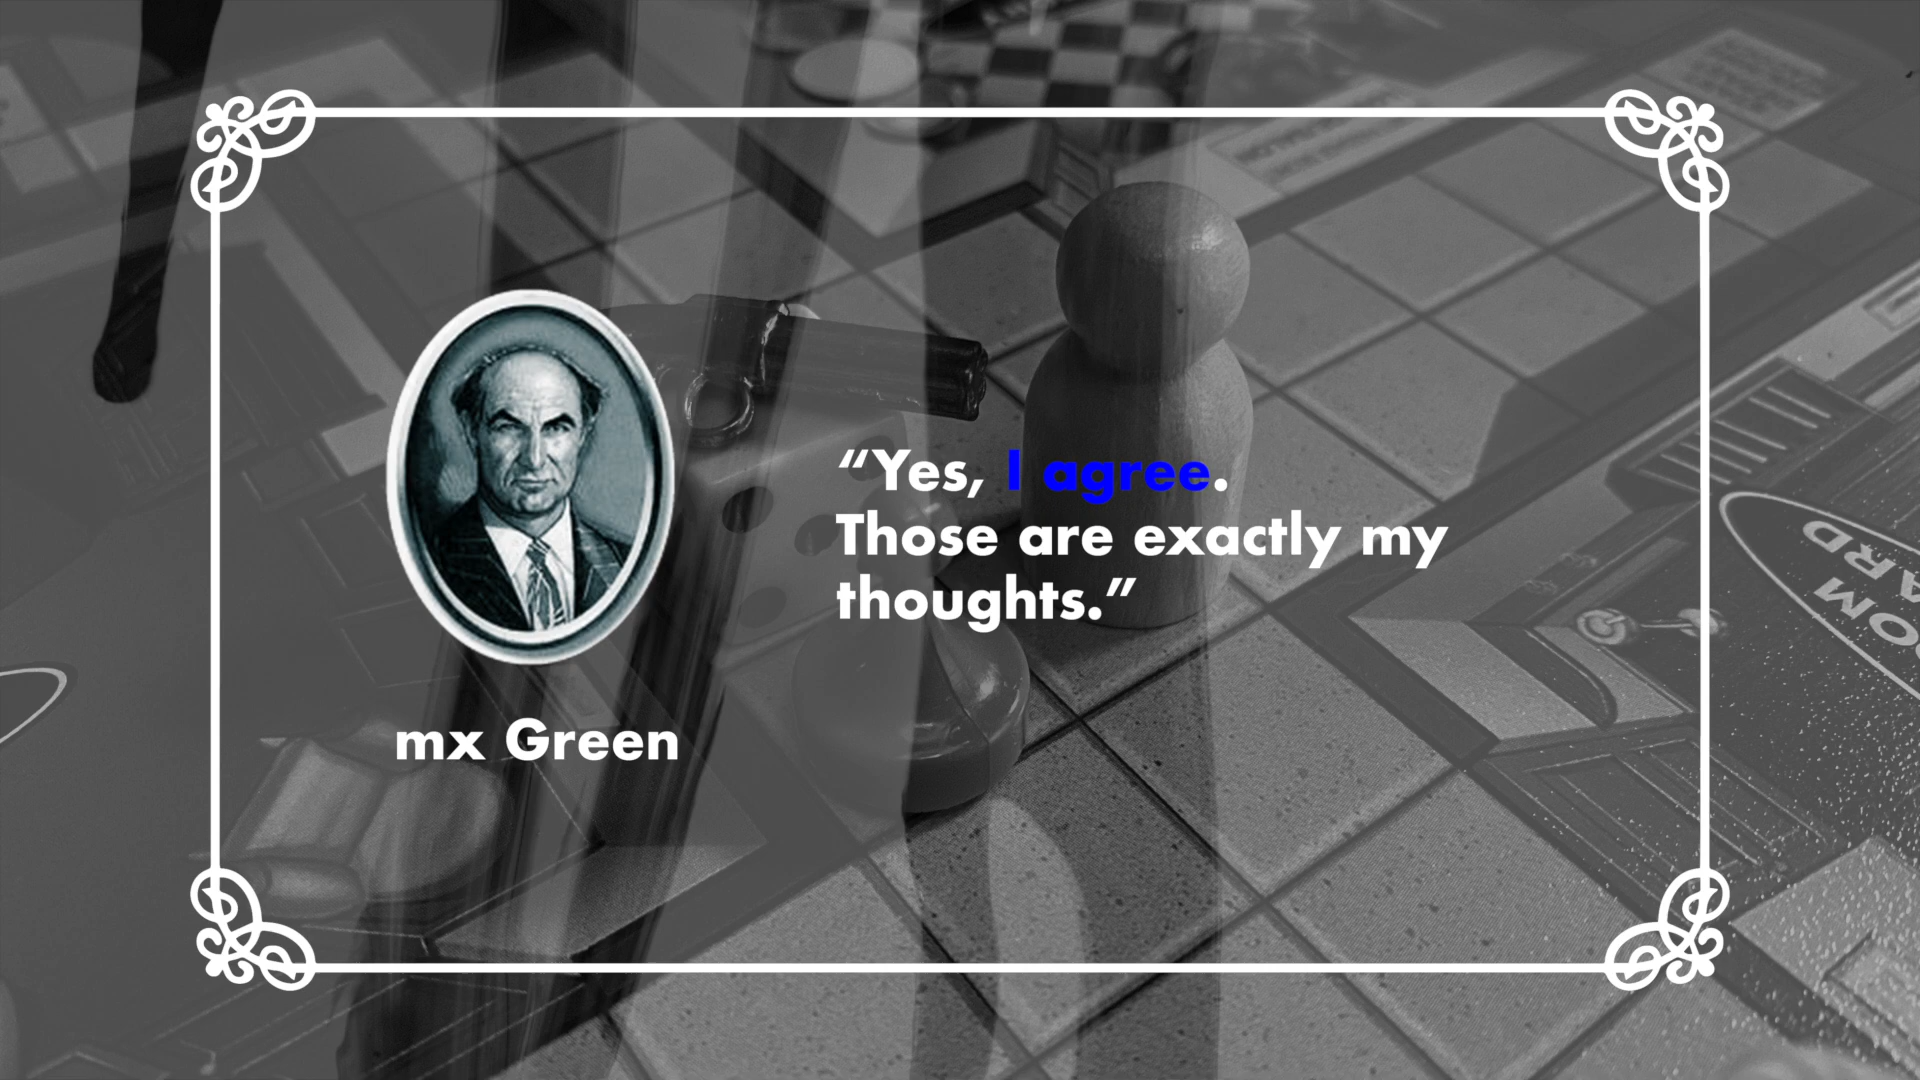 “Yes, I agree.
Those are exactly my
thoughts.”
mx Green